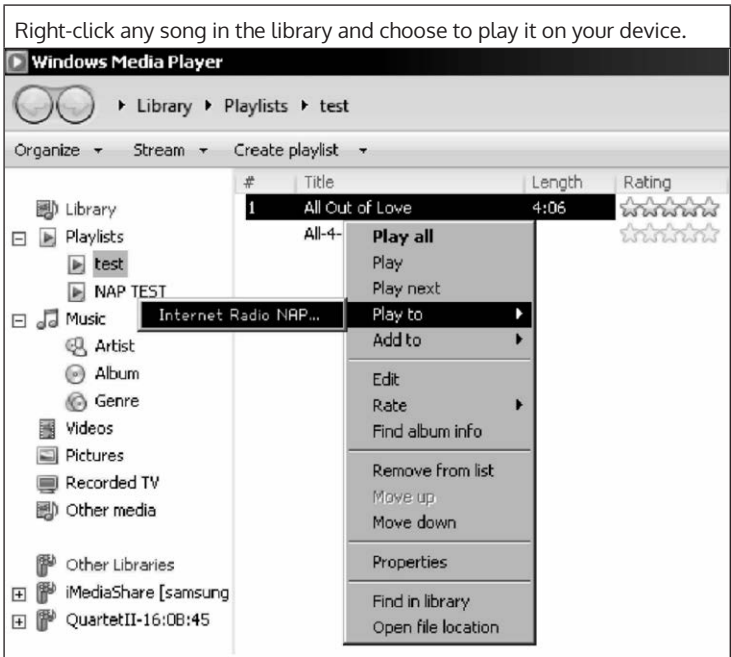 Right-click any song in the library and choose to play it on your device.
Windows Media Player
Library Playlists test
Organize Stream Create playlist
# Title Length Rating
Library
1 All Out of Love 4:06
Playlists
All-4-
test
NAP TEST
Music
Artist
Album
Genre
Videos
Pictures
Recorded TV
Other media
Other Libraries
iMediaShare [samsung
QuartetII-16:0B:45
Internet Radio NAP...
Play all
Play
Play next
Play to
Add to
Edit
Rate
Find album info
Remove from list
Move up
Move down
Properties
Find in library
Open file location